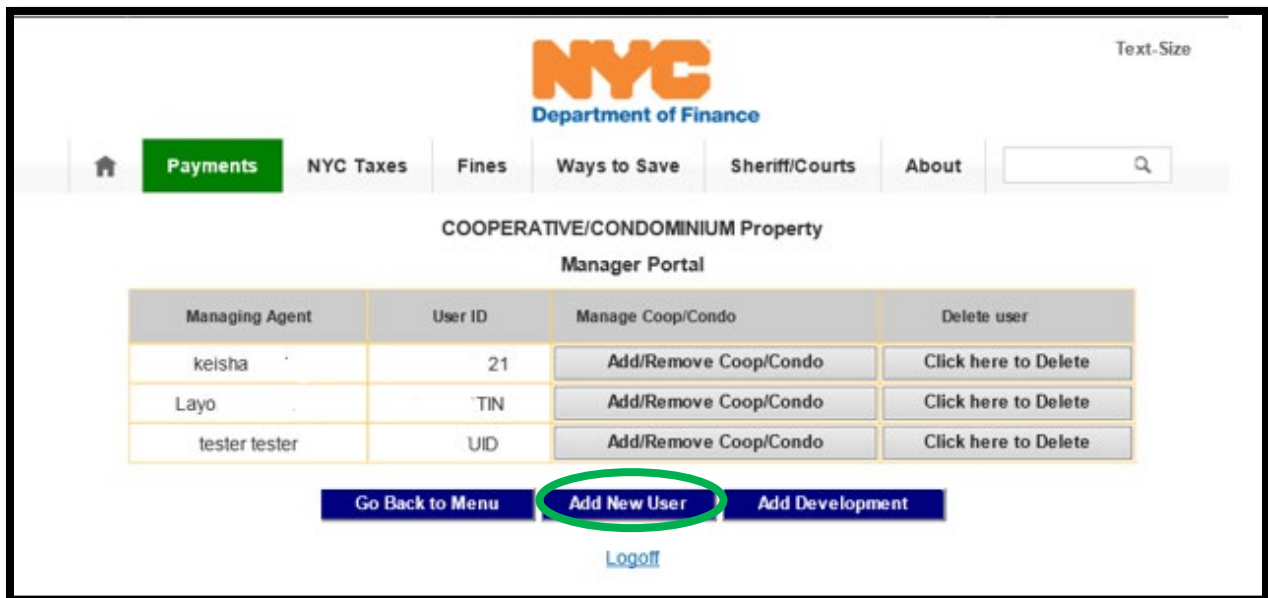 Text-Size
NYC
Department of Finance
Payments NYC Taxes Fines Ways to Save Sheriff/Courts About
COOPERATIVE/CONDOMINIUM Property
Manager Portal
Managing Agent User ID Manage Coop/Condo Delete user
keisha 21 Add/Remove Coop/Condo Click here to Delete
Layo TIN Add/Remove Coop/Condo Click here to Delete
tester tester UID Add/Remove Coop/Condo Click here to Delete
Go Back to Menu Add New User Add Development
Logoff